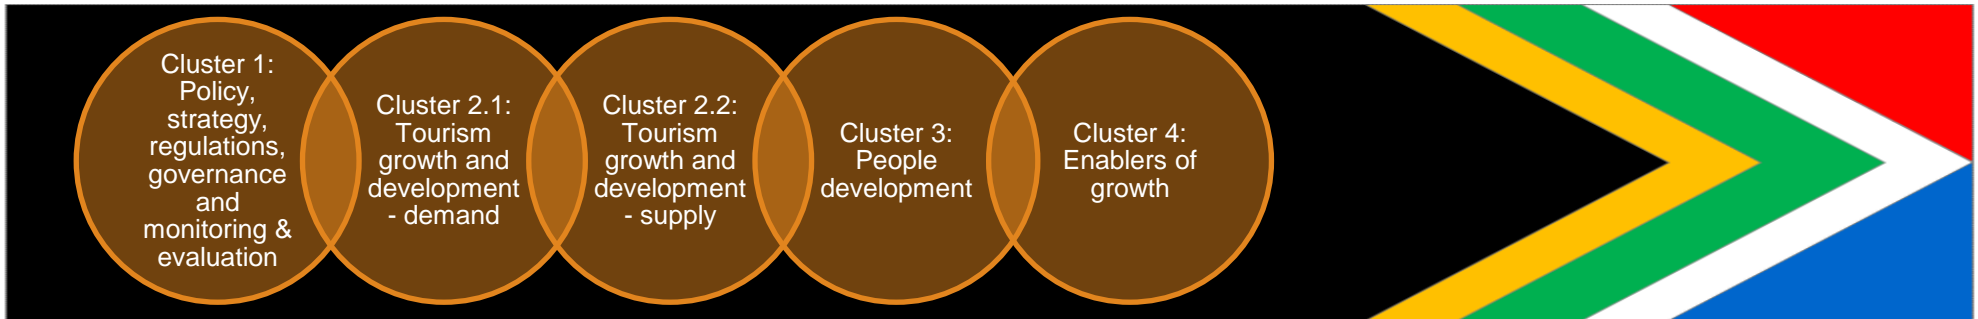 Cluster 1:
Policy,
strategy,
regulations,
governance
and
monitoring &
evaluation
Cluster 2.1:
Tourism
growth and
development
- demand
Cluster 2.2:
Tourism
growth and
development
- supply
Cluster 3:
People
development
Cluster 4:
Enablers of
growth